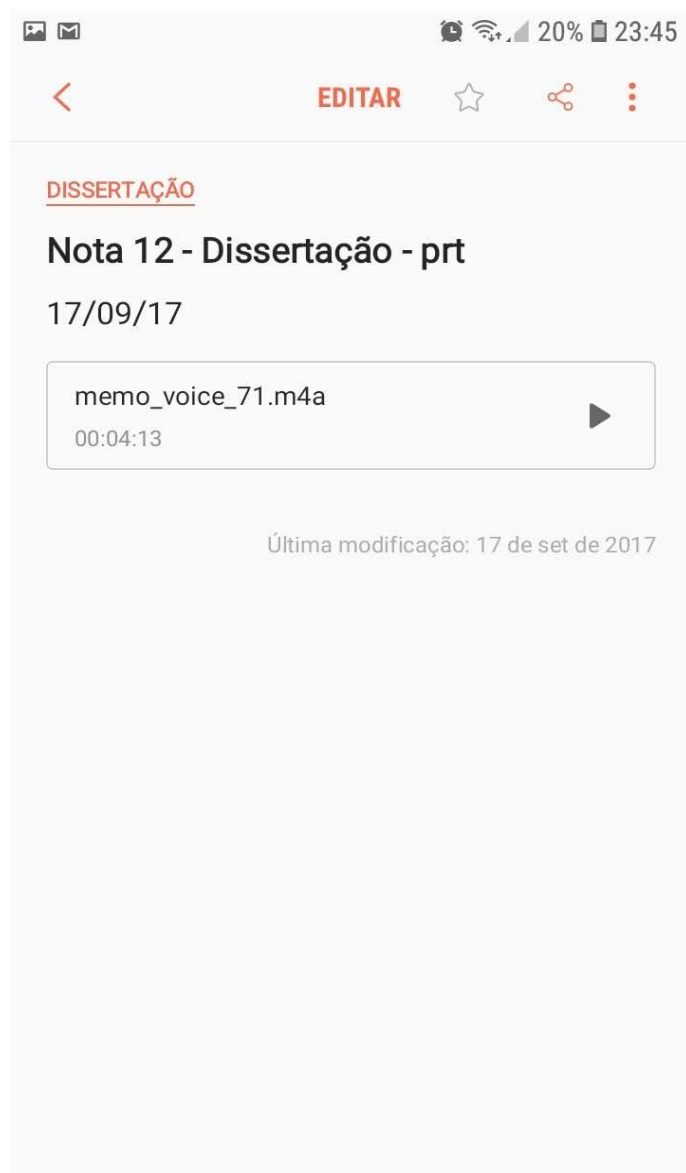 20% 23:45
EDITAR
DISSERTAÇÃO
Nota 12 - Dissertação - prt
17/09/17
memo_voice_71.m4a
00:04:13
Última modificação: 17 de set de 2017